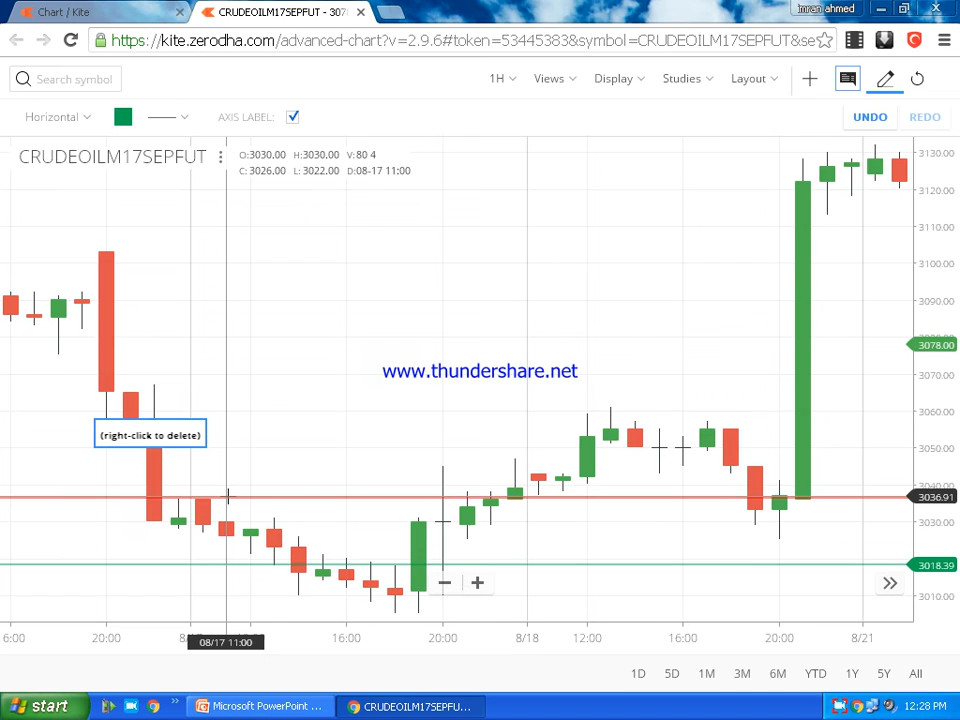 Chart / Kite
CRUDEOILM17SEPFUT - 307
imran ahmed
https://kite.zerodha.com/advanced-chart?v=2.9.6#token=53445383&symbol=CRUDEOILM17SEPFUT&se
Search symbol
1H
Views
Display
Studies
Layout
Horizontal
AXIS LABEL:
UNDO
REDO
CRUDEOILM17SEPFUT
O:3030.00 H:3030.00 V:80 4
C:3026.00 L:3022.00 D:08-17 11:00
3130.00
3120.00
3110.00
3100.00
3090.00
3080.00
3078.00
3070.00
www.thundershare.net
3060.00
(right-click to delete)
3050.00
3040.00
3036.91
3030.00
3018.39
3010.00
6:00
20:00
08/17 11:00
16:00
20:00
8/18
12:00
16:00
20:00
8/21
1D 5D 1M 3M 6M YTD 1Y 5Y All
start
Microsoft PowerPoint ...
CRUDEOILM17SEPFU...
12:28 PM